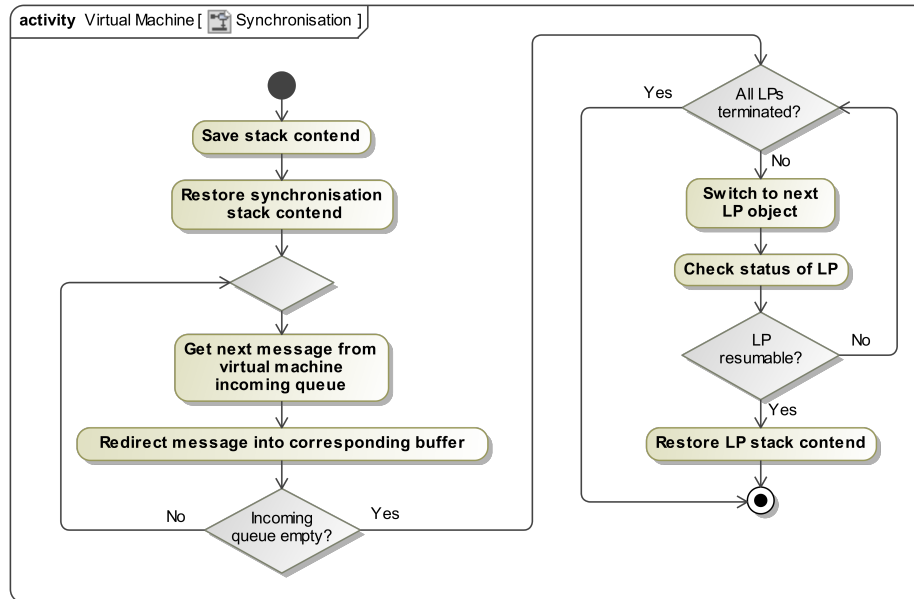 activity Virtual Machine [ Synchronisation ]
Save stack contend
Restore synchronisation
stack contend
Get next message from
virtual machine
incoming queue
Redirect message into corresponding buffer
Incoming
queue empty?
No
Yes
All LPs
terminated?
Yes
No
Switch to next
LP object
Check status of LP
LP
resumable?
No
Yes
Restore LP stack contend